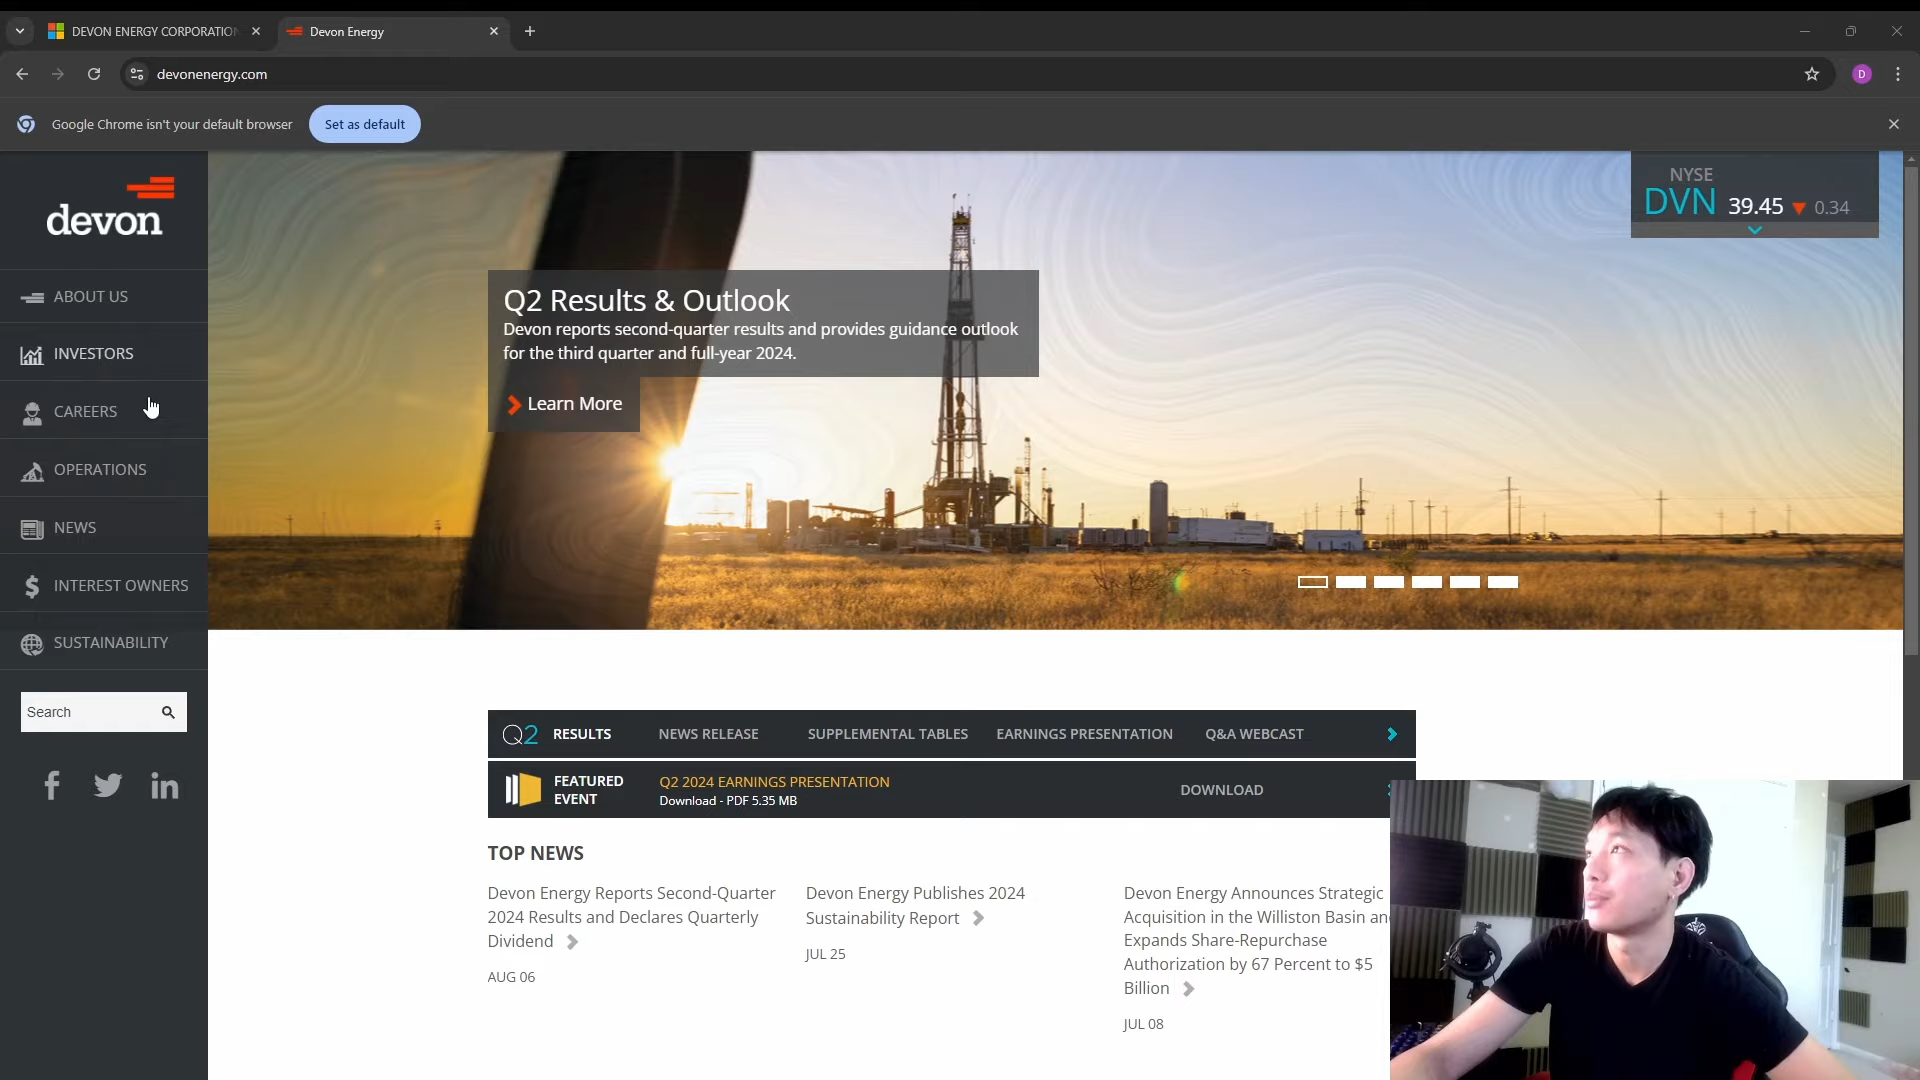 DEVON ENERGY CORPORATION
Devon Energy
devonenergy.com
D
Google Chrome isn't your default browser
Set as default
devon
ABOUT US
INVESTORS
CAREERS
OPERATIONS
NEWS
INTEREST OWNERS
SUSTAINABILITY
Search
NYSE
DVN 39.45 0.34
Q2 Results & Outlook
Devon reports second-quarter results and provides guidance outlook
for the third quarter and full-year 2024.
Learn More
Q2 RESULTS NEWS RELEASE SUPPLEMENTAL TABLES EARNINGS PRESENTATION Q&A WEBCAST
FEATURED
EVENT
Q2 2024 EARNINGS PRESENTATION
Download - PDF 5.35 MB
DOWNLOAD
TOP NEWS
Devon Energy Reports Second-Quarter
2024 Results and Declares Quarterly
Dividend
AUG 06
Devon Energy Publishes 2024
Sustainability Report
JUL 25
Devon Energy Announces Strategic
Acquisition in the Williston Basin an
Expands Share-Repurchase
Authorization by 67 Percent to $5
Billion
JUL 08